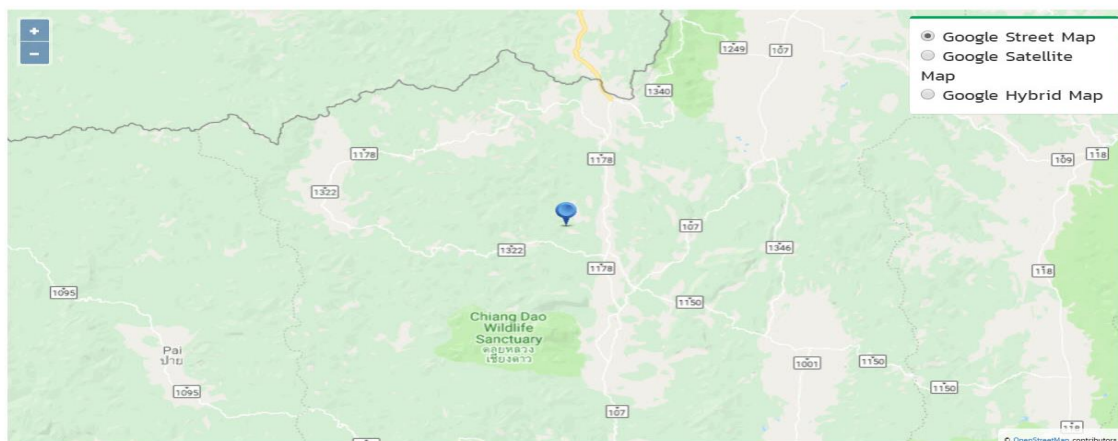 +
−
Google Street Map
Google Satellite
Map
Google Hybrid Map
1249
107
1340
1178
1178
109
118
1322
107
1322
1346
1178
118
1095
1150
Chiang Dao
Wildlife
Sanctuary
ดอยหลวง
เชียงดาว
Pai
ปาย
1001
1150
1150
1095
107
118
© OpenStreetMap contributors